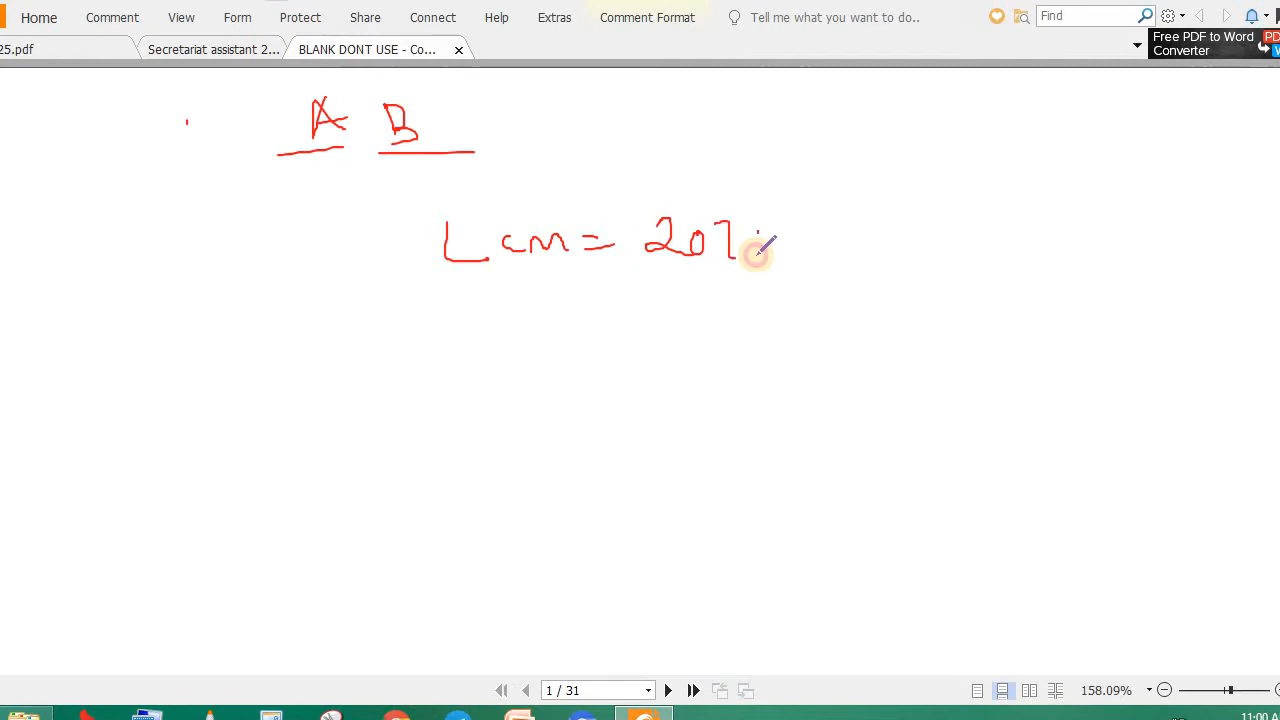 Home Comment View Form Protect Share Connect Help Extras Comment Format Tell me what you want to do.. Find
25.pdf Secretariat assistant 2... BLANK DONT USE - Co... Free PDF to Word Converter
A B
Lcm = 207
1 / 31 158.09%
11:00 A